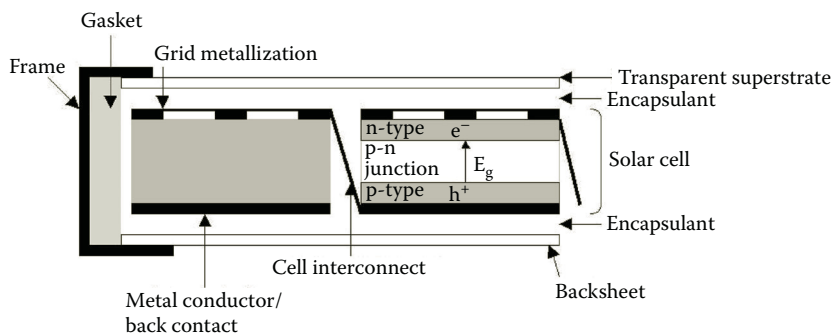 Gasket
Grid metallization
Frame
Transparent superstrate
Encapsulant
n-type e⁻
p-n
junction
E_g
Solar cell
p-type h⁺
Encapsulant
Cell interconnect
Backsheet
Metal conductor/
back contact